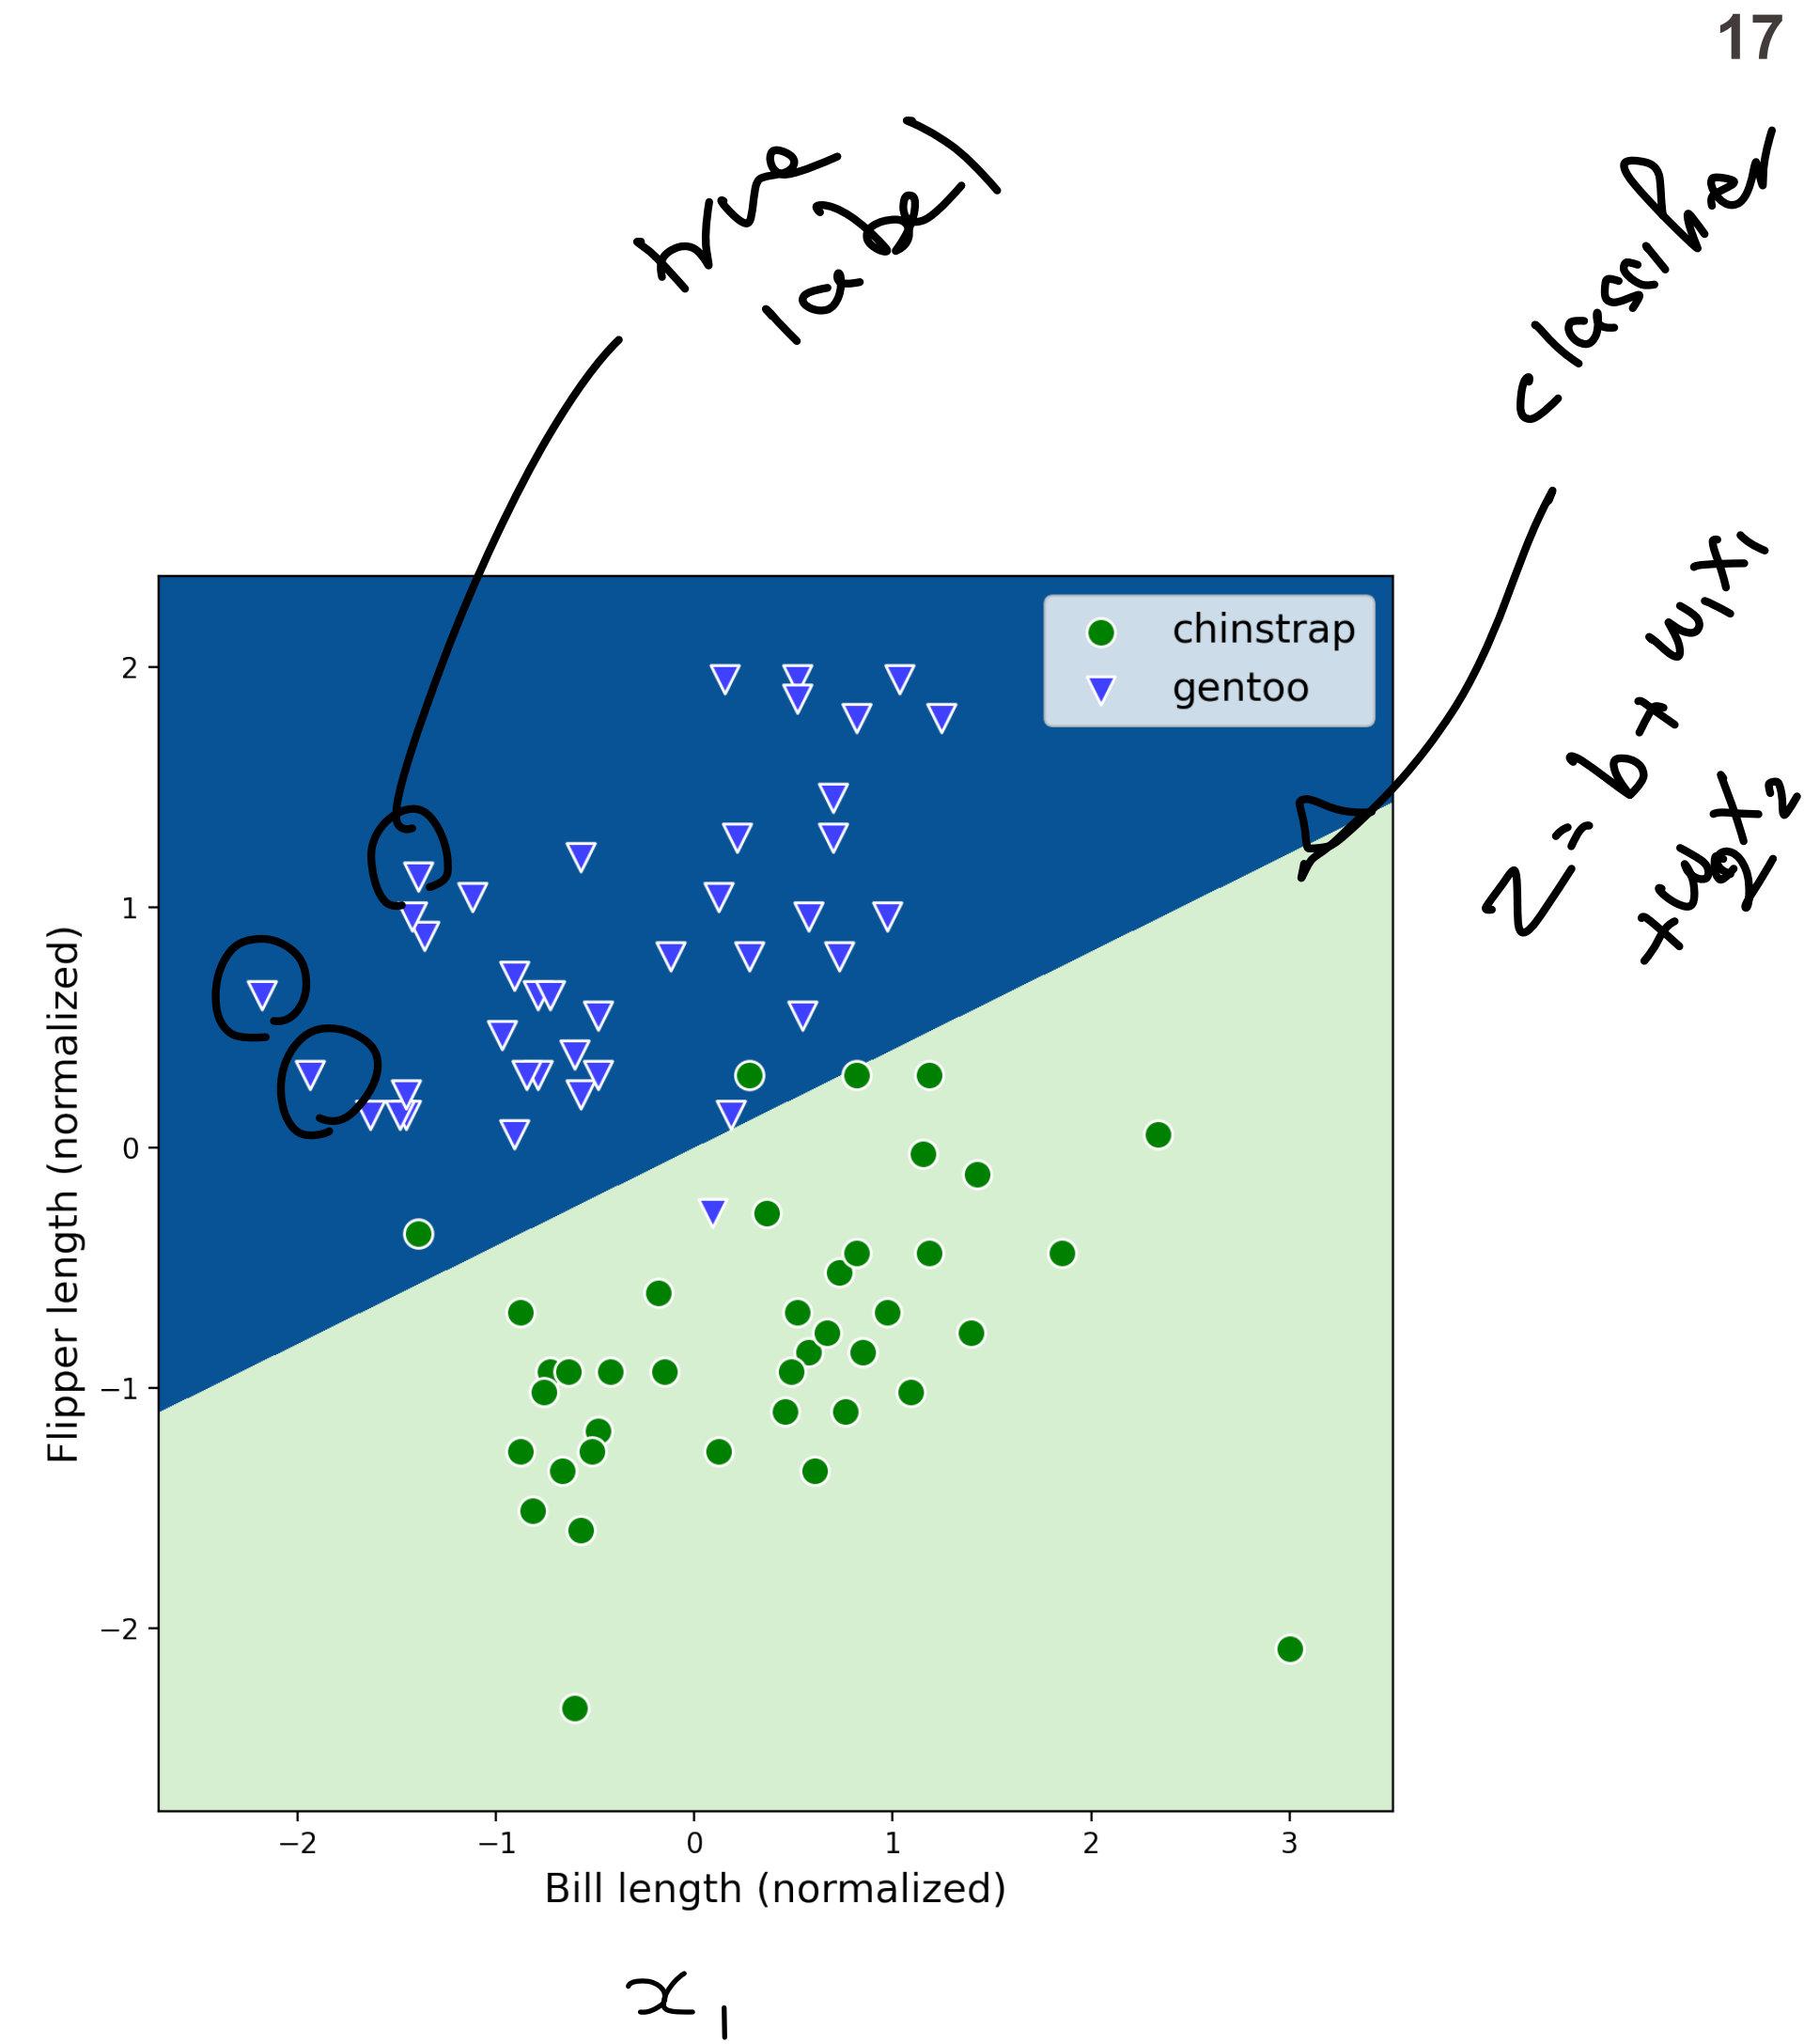 17
true
label
classifier
chinstrap
gentoo
z = b + w1x1
+ w2x2
2
1
0
−1
−2
Flipper length (normalized)
−2 −1 0 1 2 3
Bill length (normalized)
x1